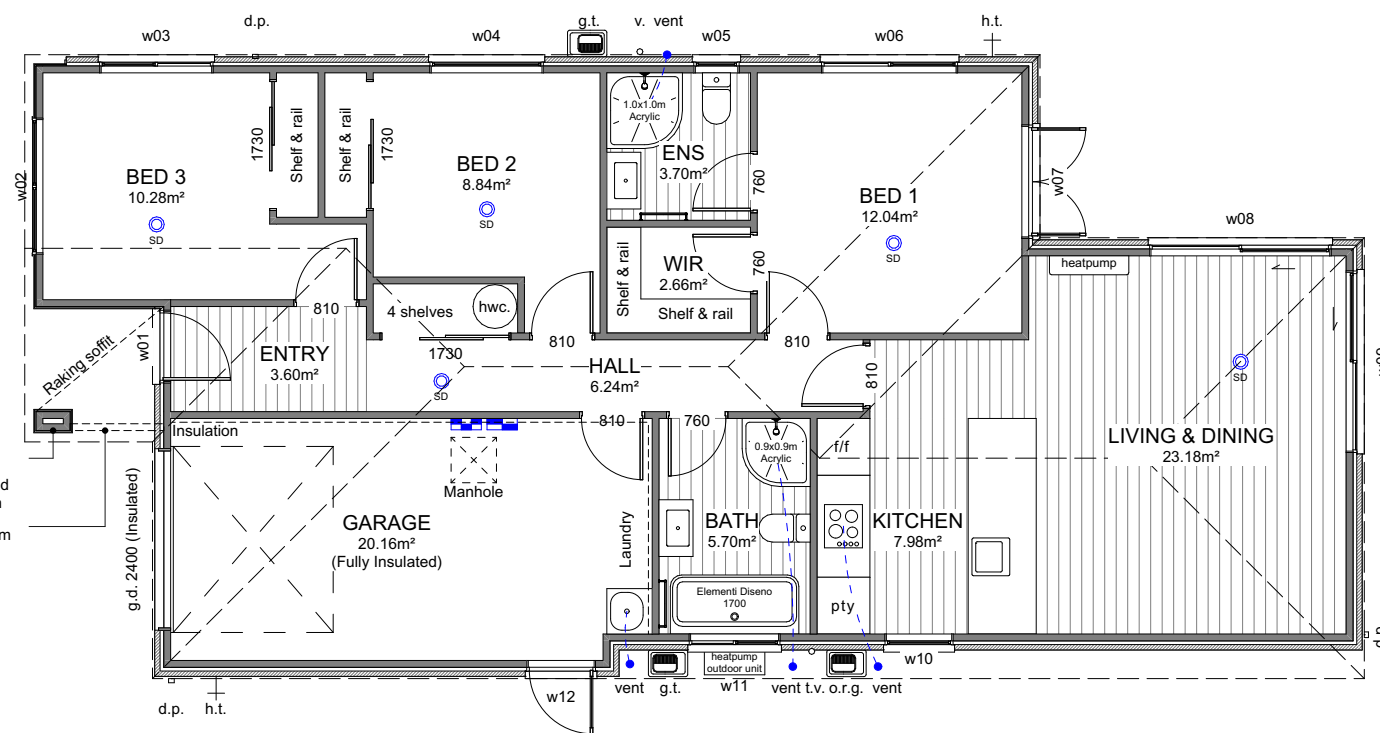 d.p.
g.t.
v. vent
h.t.
w03
w04
w05
w06
1.0x1.0m
Acrylic
Shelf & rail
Shelf & rail
1730
1730
ENS
3.70m²
BED 3
10.28m²
SD
BED 2
8.84m²
SD
BED 1
12.04m²
SD
760
w02
w07
w08
heatpump
WIR
2.66m²
760
Shelf & rail
Shelf & rail
4 shelves
hwc.
810
1730
810
810
810
Raking soffit
w01
ENTRY
3.60m²
SD
HALL
6.24m²
SD
Insulation
810
760
0.9x0.9m
Acrylic
f/f
LIVING & DINING
23.18m²
Manhole
g.d. 2400 (Insulated)
GARAGE
20.16m²
(Fully Insulated)
Laundry
BATH
5.70m²
KITCHEN
7.98m²
m
Elementi Diseno
1700
pty
d.p.
heatpump
outdoor unit
w10
vent
g.t.
w11
vent
t.v.
o.r.g.
vent
w12
d.p.
h.t.